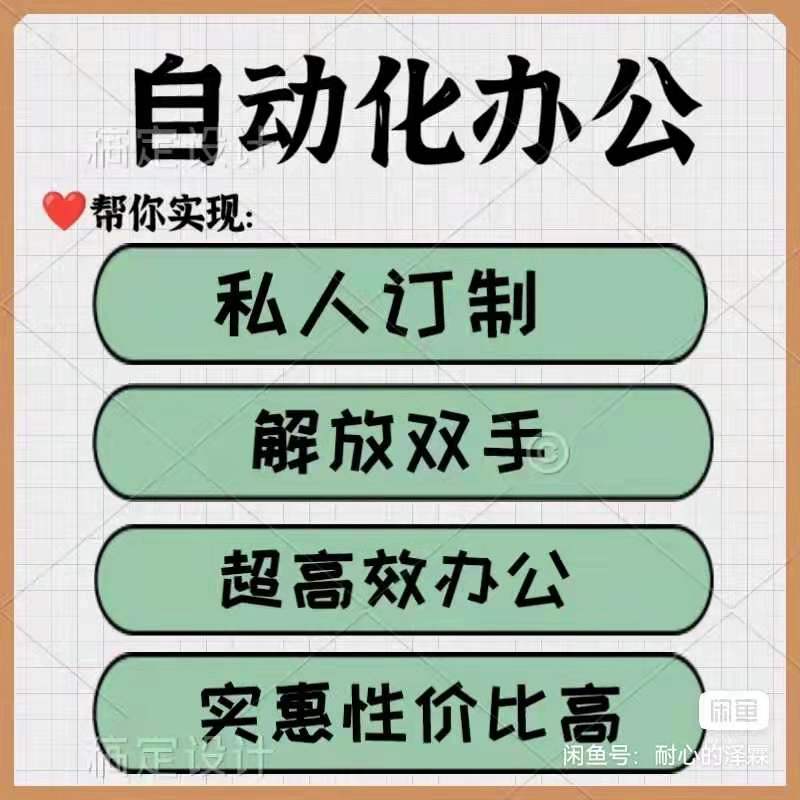 自动化办公
搞定设计
❤️帮你实现:
私人订制
解放双手
超高效办公
实惠性价比高
闲鱼
搞定设计
闲鱼号：耐心的泽霖